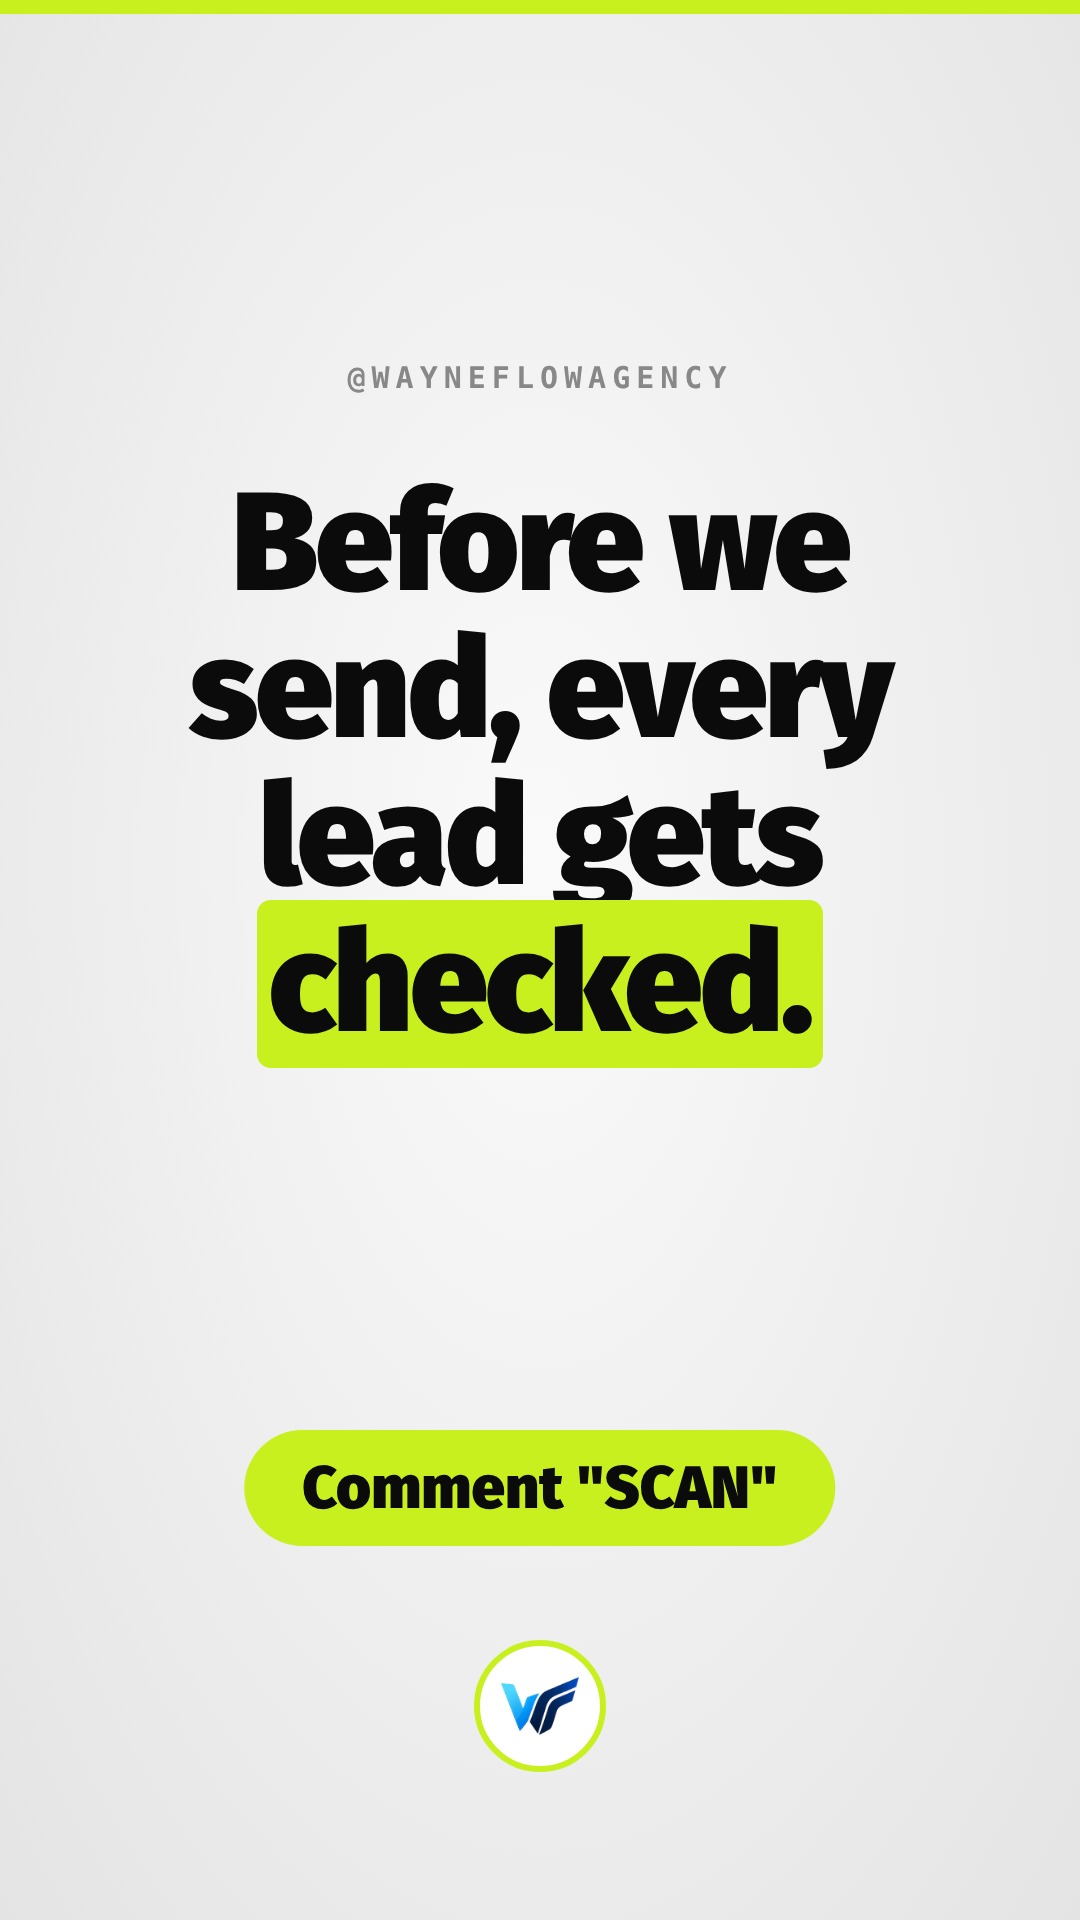 @WAYNEFLOWAGENCY
Before we
send, every
lead gets
checked.
Comment "SCAN"